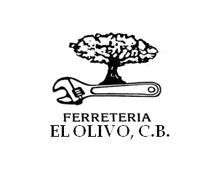 FERRETERIA
EL OLIVO, C.B.